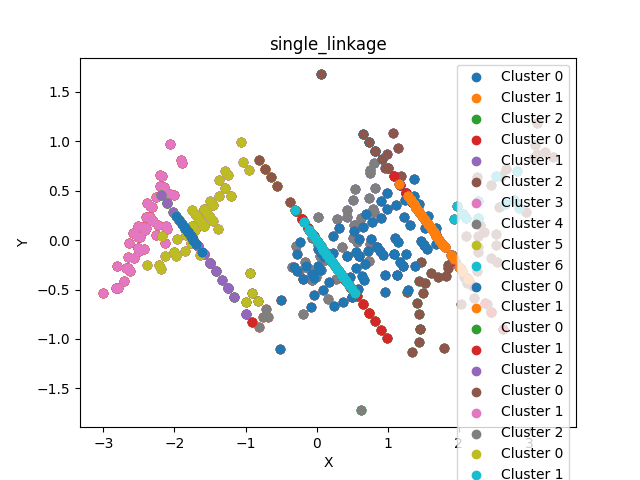 single_linkage
Y
1.5
1.0
0.5
0.0
−0.5
−1.0
−1.5
−3
−2
−1
0
1
2
3
X
Cluster 0
Cluster 1
Cluster 2
Cluster 0
Cluster 1
Cluster 2
Cluster 3
Cluster 4
Cluster 5
Cluster 6
Cluster 0
Cluster 1
Cluster 0
Cluster 1
Cluster 2
Cluster 0
Cluster 1
Cluster 2
Cluster 0
Cluster 1